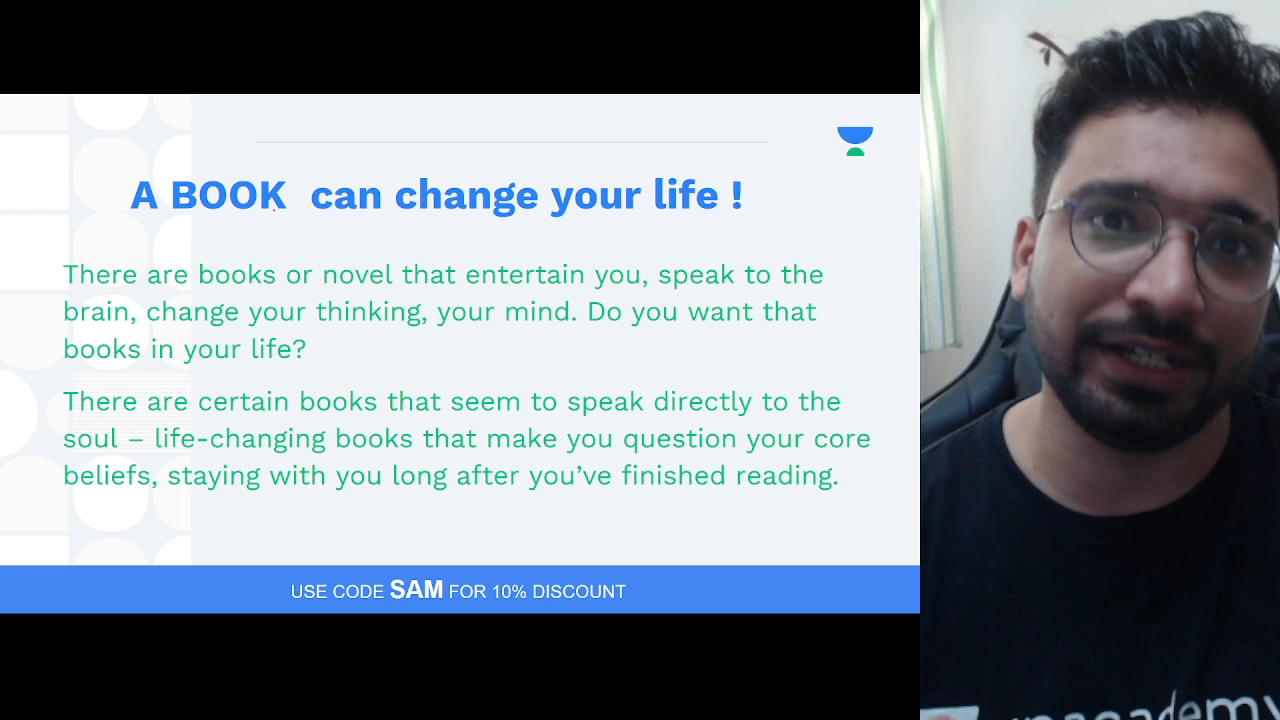 A BOOK can change your life !
There are books or novel that entertain you, speak to the
brain, change your thinking, your mind. Do you want that
books in your life?
There are certain books that seem to speak directly to the
soul – life-changing books that make you question your core
beliefs, staying with you long after you’ve finished reading.
USE CODE SAM FOR 10% DISCOUNT